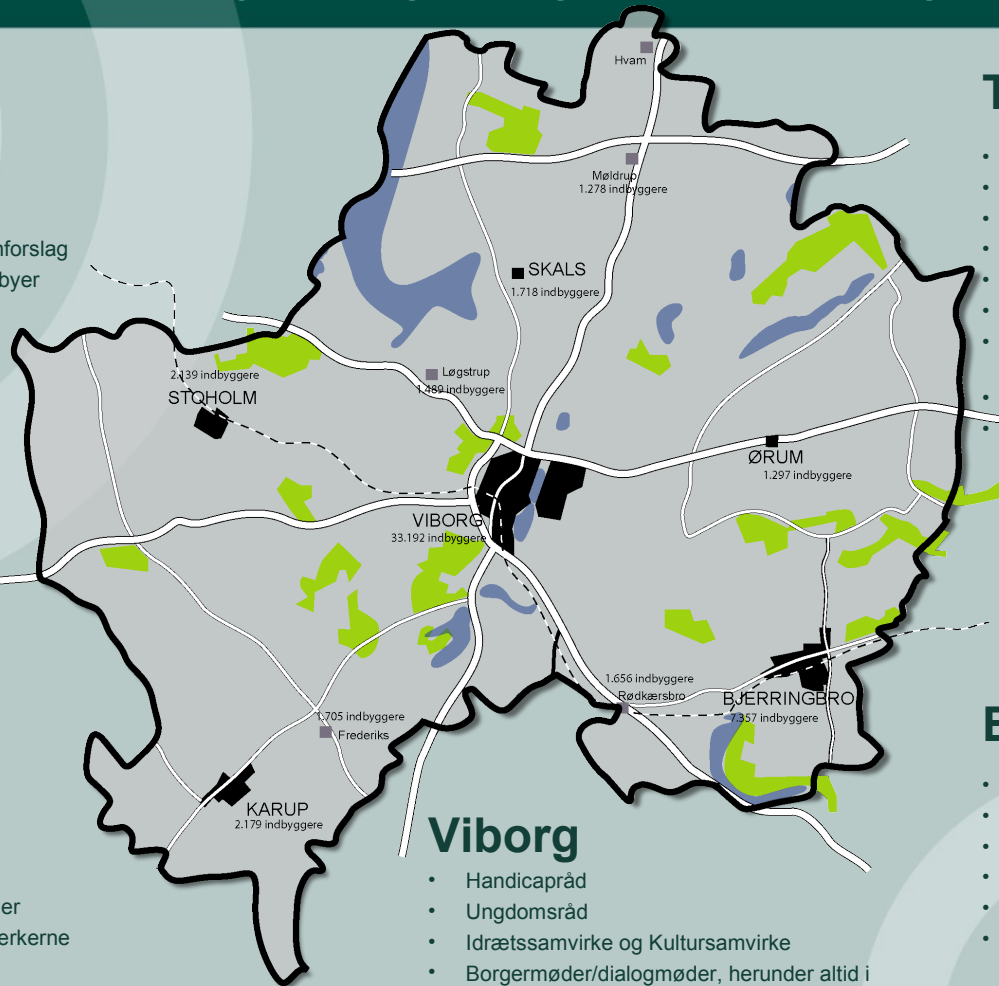 Hvam
Møldrup
1.278 indbyggere
nforslag
byer
SKALS
1.718 indbyggere
2.139 indbyggere
STOHOLM
Løgstrup
1.489 indbyggere
ØRUM
1.297 indbyggere
VIBORG
33.192 indbyggere
1.656 indbyggere
Rødkærsbro
BJERRINGBRO
7.357 indbyggere
1.705 indbyggere
Frederiks
KARUP
2.179 indbyggere
Viborg
• Handicapråd
• Ungdomsråd
• Idrætssamvirke og Kultursamvirke
• Borgermøder/dialogmøder, herunder altid i
er
erkerne